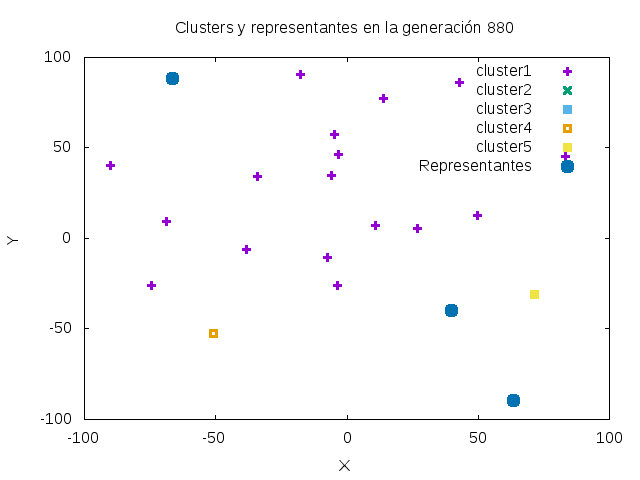 Clusters y representantes en la generación 880
100
50
0
-50
-100
Y
cluster1
cluster2
cluster3
cluster4
cluster5
Representantes
-100 -50 0 50 100
X